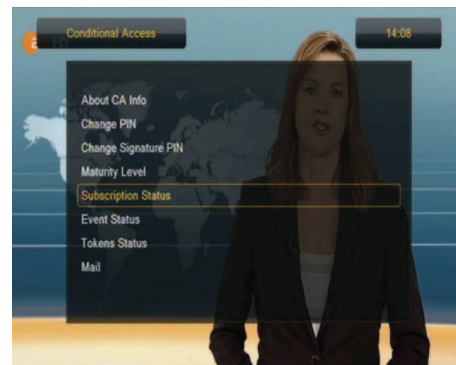 Conditional Access
14:08
About CA Info
Change PIN
Change Signature PIN
Maturity Level
Subscription Status
Event Status
Tokens Status
Mail